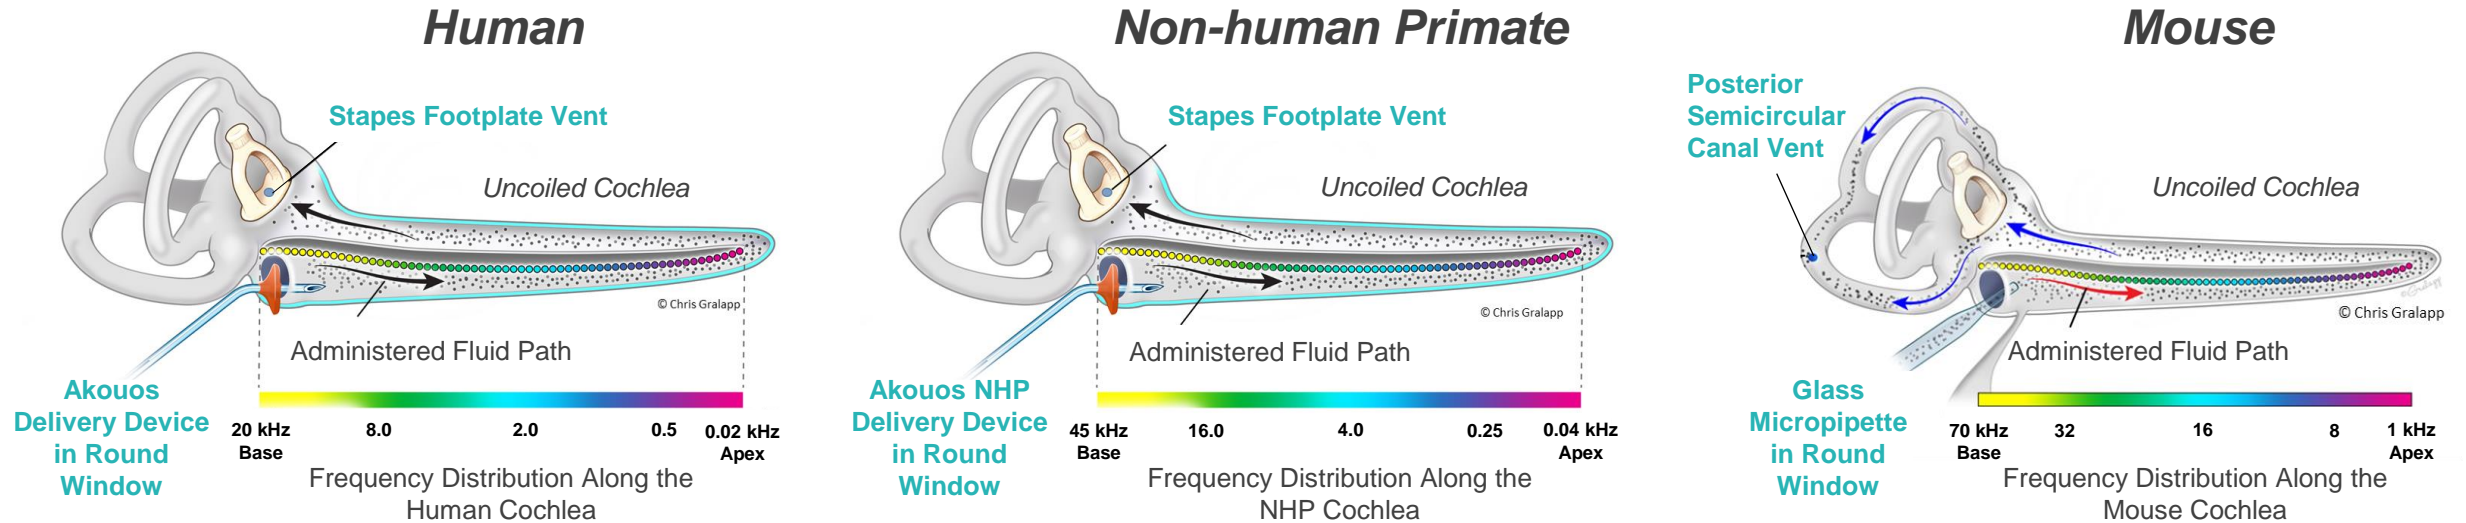 Human
Stapes Footplate Vent
Uncoiled Cochlea
© Chris Gralapp
Administered Fluid Path
Akouos
Delivery Device
in Round
Window
20 kHz
Base
8.0
2.0
0.5
0.02 kHz
Apex
Frequency Distribution Along the
Human Cochlea
Non-human Primate
Stapes Footplate Vent
Uncoiled Cochlea
© Chris Gralapp
Administered Fluid Path
Akouos NHP
Delivery Device
in Round
Window
45 kHz
Base
16.0
4.0
0.25
0.04 kHz
Apex
Frequency Distribution Along the
NHP Cochlea
Mouse
Posterior
Semicircular
Canal Vent
Uncoiled Cochlea
© Chris Gralapp
Administered Fluid Path
Glass
Micropipette
in Round
Window
70 kHz
Base
32
16
8
1 kHz
Apex
Frequency Distribution Along the
Mouse Cochlea